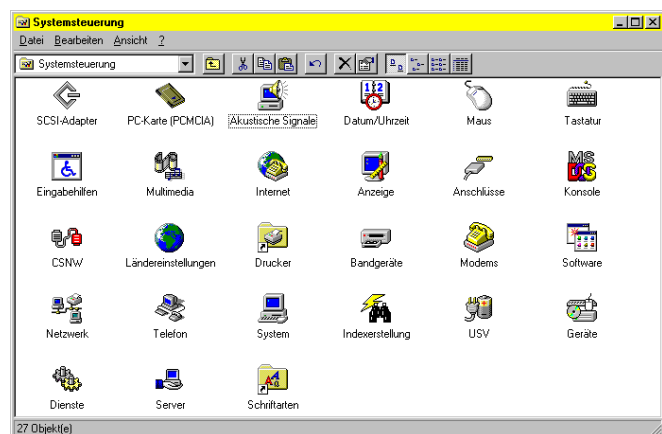 Systemsteuerung
Datei Bearbeiten Ansicht ?
Systemsteuerung
SCSI-Adapter PC-Karte (PCMCIA) Akustische Signale Datum/Uhrzeit Maus Tastatur
Eingabehilfen Multimedia Internet Anzeige Anschlüsse Konsole
CSNW Ländereinstellungen Drucker Bandgeräte Modems Software
Netzwerk Telefon System Indexerstellung USV Geräte
Dienste Server Schriftarten
27 Objekt(e)